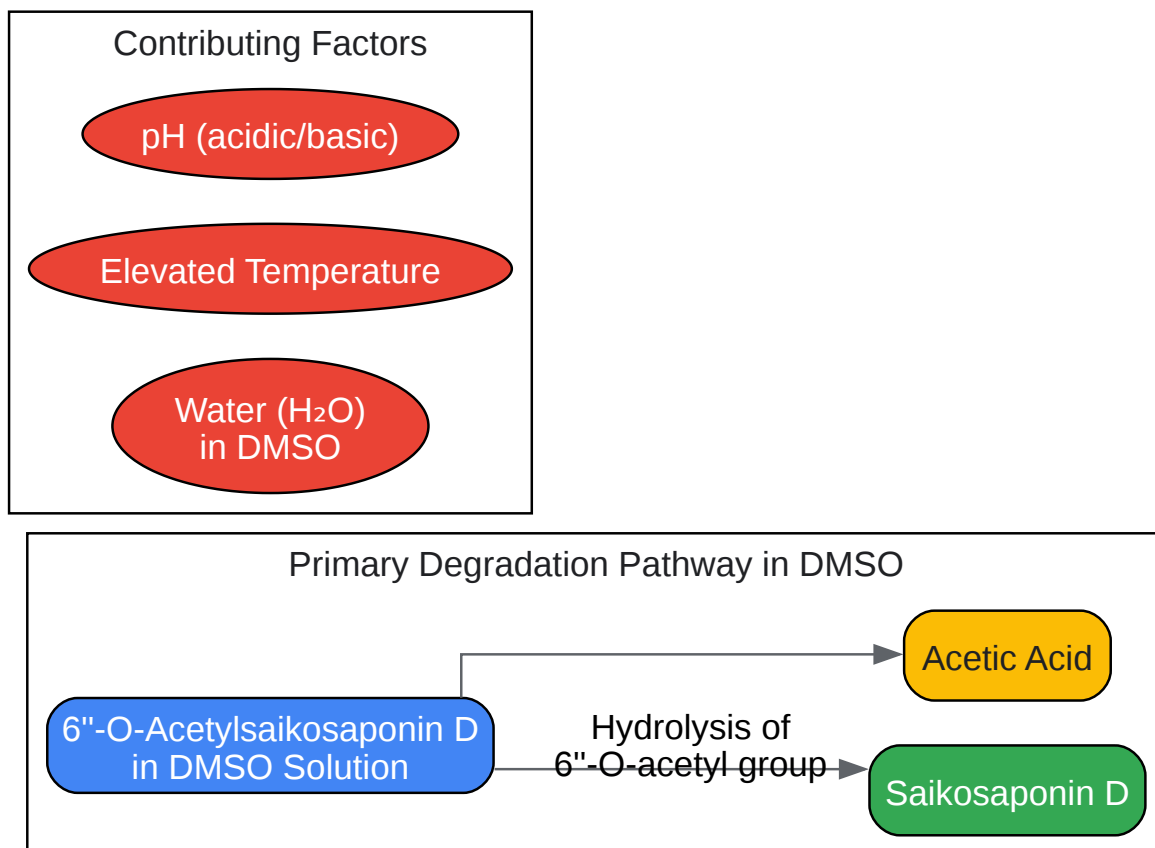 Contributing Factors
pH (acidic/basic)
Elevated Temperature
Water (H₂O)
in DMSO
Primary Degradation Pathway in DMSO
Acetic Acid
6"-O-Acetylsaikosaponin D
in DMSO Solution
Hydrolysis of
6"-O-acetyl group
Saikosaponin D